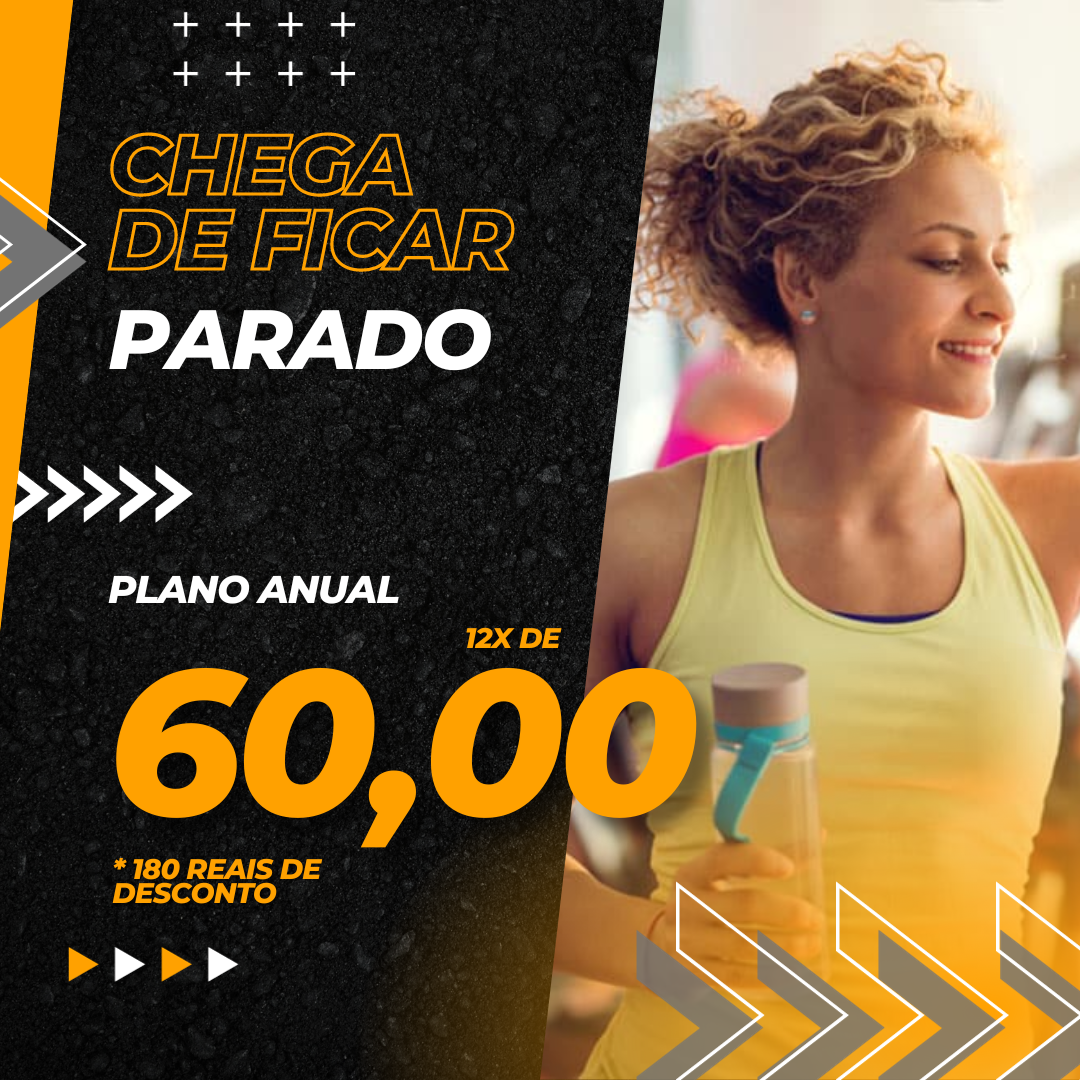 CHEGA
DE FICAR
PARADO
PLANO ANUAL
12X DE
60,00
* 180 REAIS DE
DESCONTO